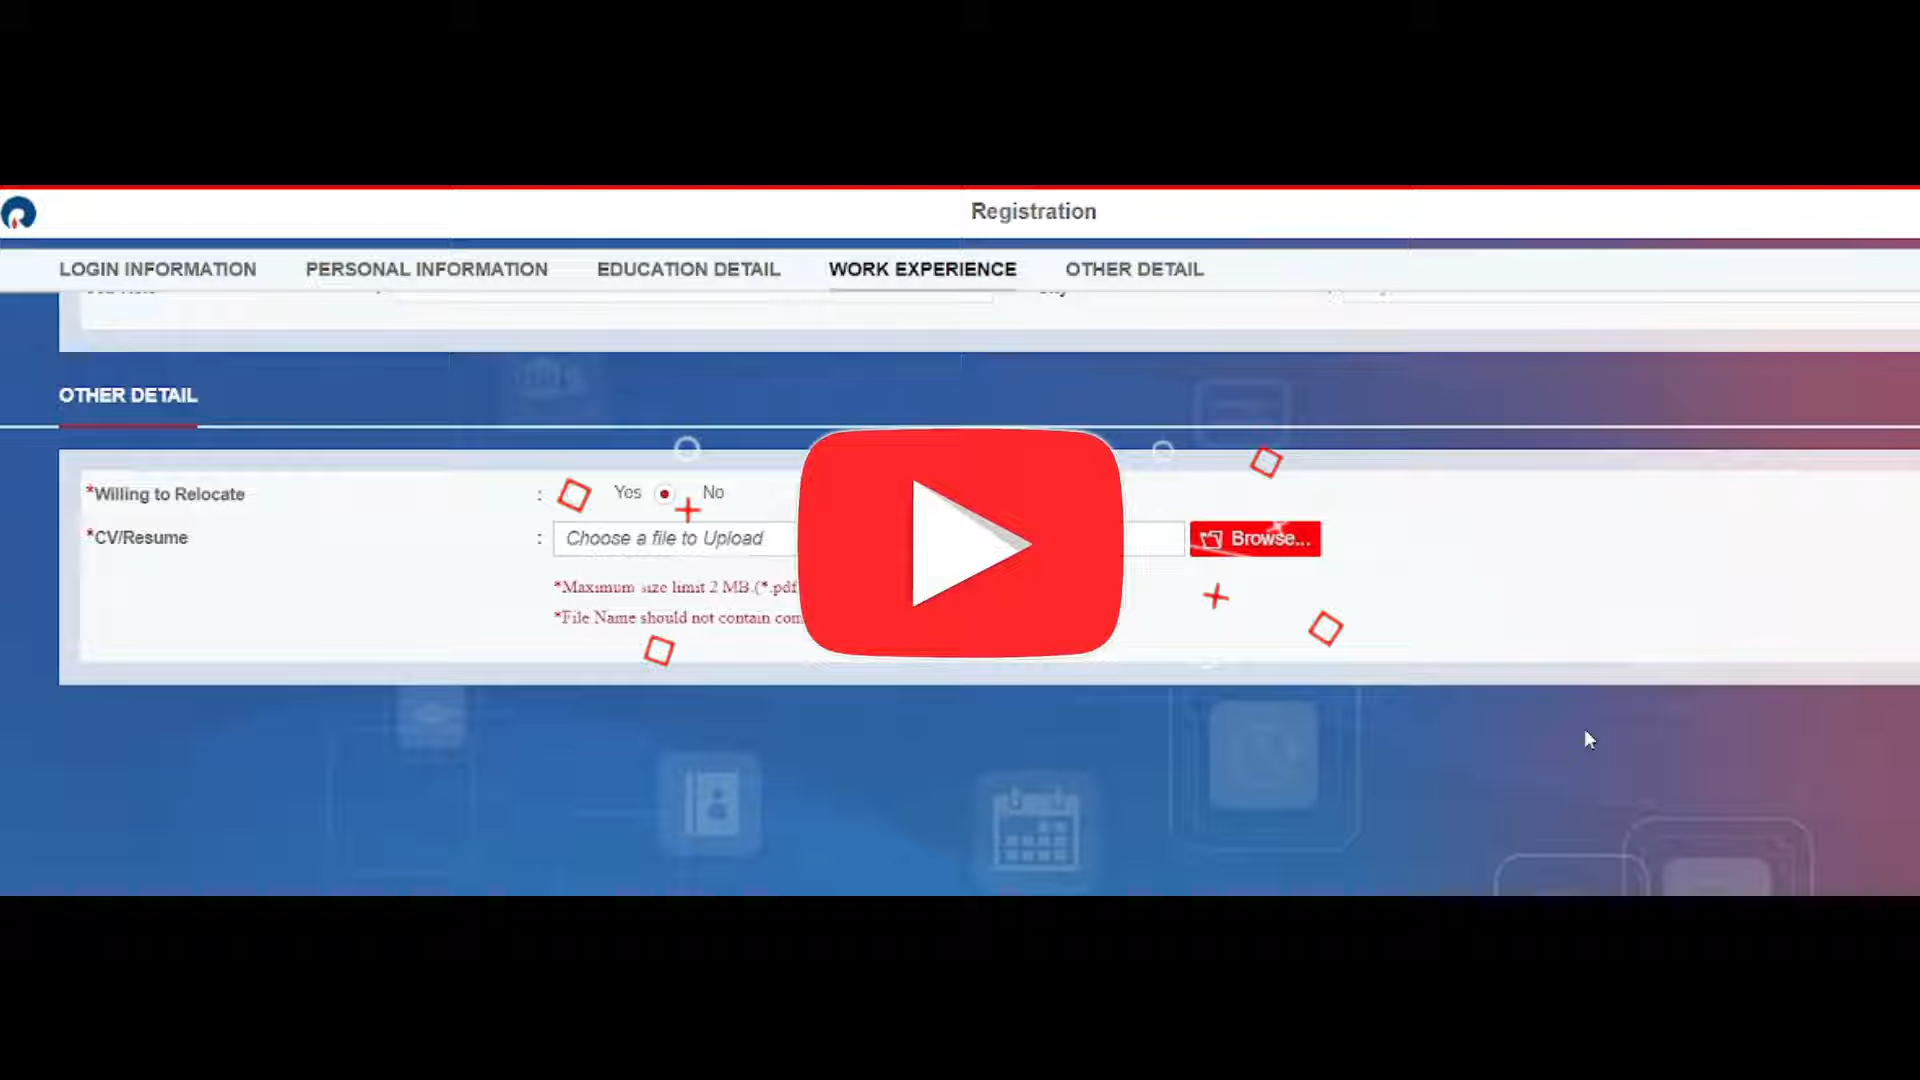 Registration
LOGIN INFORMATION PERSONAL INFORMATION EDUCATION DETAIL WORK EXPERIENCE OTHER DETAIL
OTHER DETAIL
*Willing to Relocate : Yes No
*CV/Resume : Choose a file to Upload Browse...
*Maximum size limit 2 MB.(*.pdf
*File Name should not contain